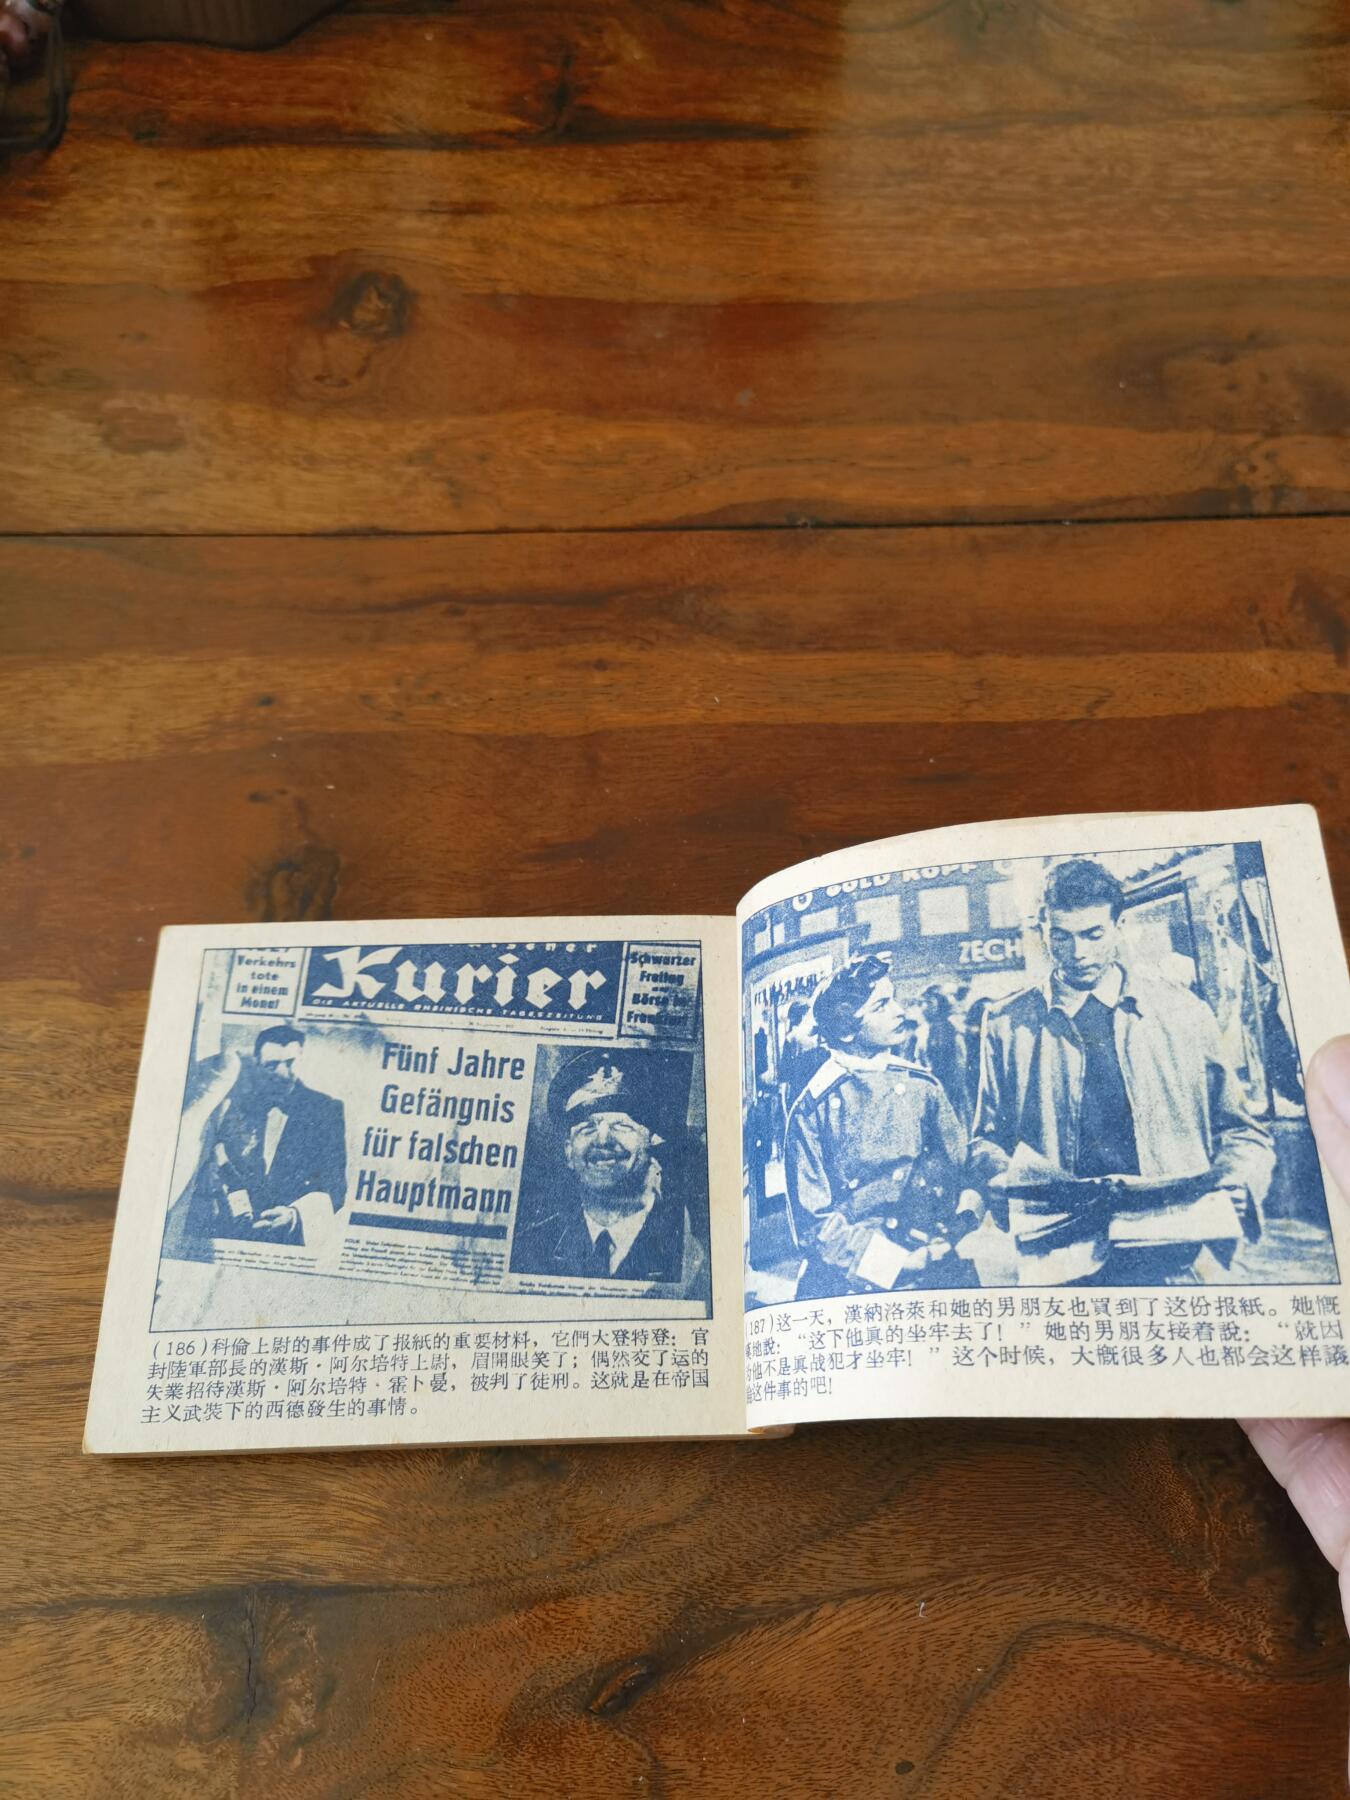 Verkehrs
tote
in einem
Monat
Kurier
DIE AKTUELLE RHEINISCHE TAGESZEITUNG
Schwarzer
Freitag
Börse in
Frankfurt
Fünf Jahre
Gefängnis
für falschen
Hauptmann
(186)科倫上尉的事件成了报紙的重要材料，它們大登特登：官
封陸軍部長的漢斯·阿尔培特上尉，眉開眼笑了；偶然交了运的
失業招待漢斯·阿尔培特·霍卜曼，被判了徒刑。这就是在帝国
主义武裝下的西德發生的事情。
GOLD KOPF
ZECH
(187)这一天，漢納洛萊和她的男朋友也買到了这份报紙。她慨
地說：“这下他真的坐牢去了！”她的男朋友接着說：“就因
为他不是真战犯才坐牢！”这个时候，大概很多人也都会这样議
这件事的吧！